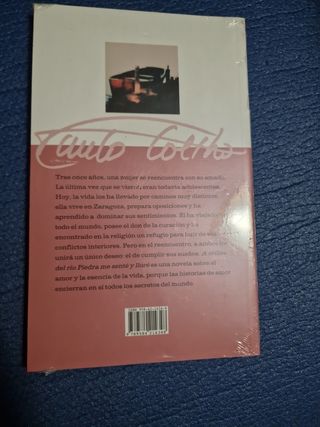 Paulo Coelho
Tras once años, una mujer se reencuentra con su amado.
La última vez que se vieron, eran todavía adolescentes.
Hoy, la vida los ha llevado por caminos muy distintos:
ella vive en Zaragoza, prepara oposiciones y ha
aprendido a dominar sus sentimientos. Él ha viajado por
todo el mundo, posee el don de la curación y ha
encontrado en la religión un refugio para huir de sus
conflictos interiores. Pero en el reencuentro, a ambos les
unirá un único deseo: el de cumplir sus sueños. A orillas
del río Piedra me senté y lloré es una novela sobre el
amor y la esencia de la vida, porque las historias de amor
encierran en sí todos los secretos del mundo.